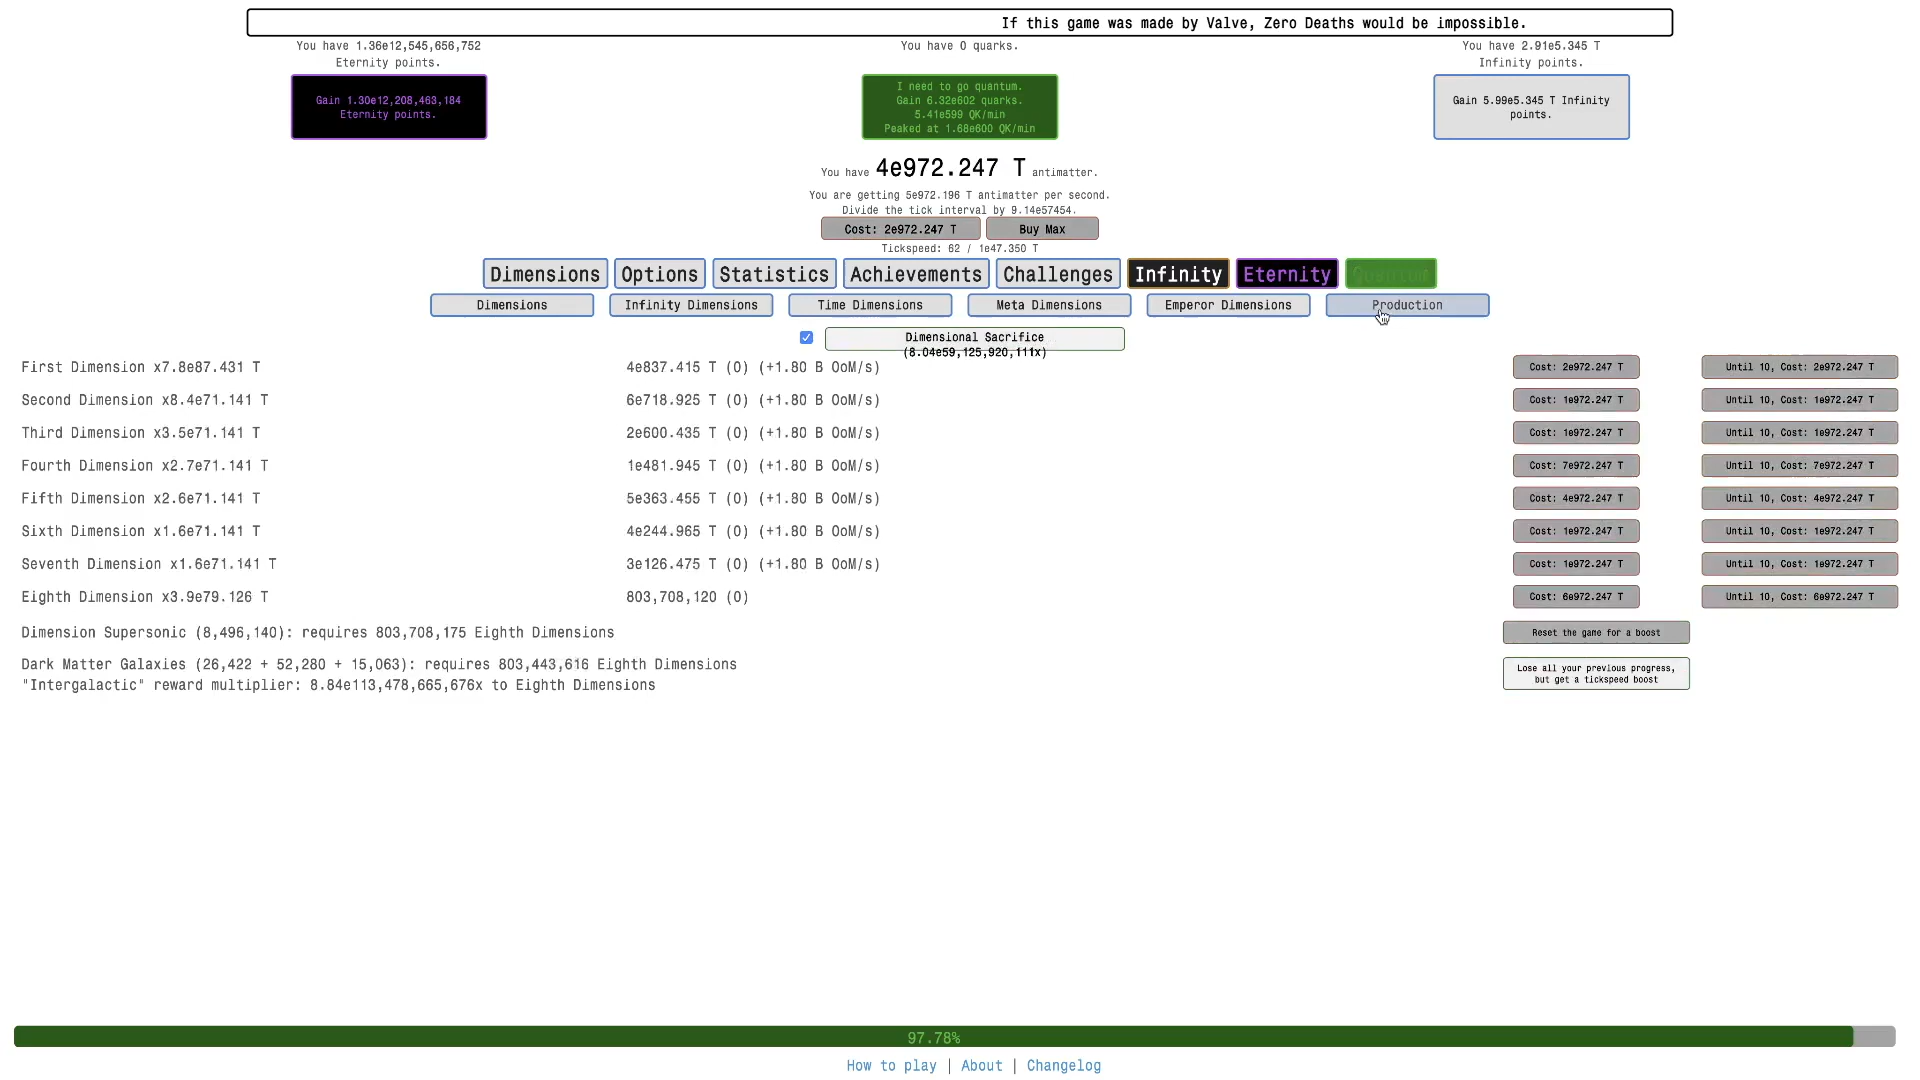 If this game was made by Valve, Zero Deaths would be impossible.
You have 1.36e12,545,656,752
Eternity points.
You have 0 quarks.
You have 2.91e5.345 T
Infinity points.
Gain 1.30e12,208,463,184
Eternity points.
I need to go quantum.
Gain 6.32e602 quarks.
5.41e599 QK/min
Peaked at 1.68e600 QK/min
Gain 5.99e5.345 T Infinity
points.
You have 4e972.247 T antimatter.
You are getting 5e972.196 T antimatter per second.
Divide the tick interval by 9.14e57454.
Cost: 2e972.247 T
Buy Max
Tickspeed: 62 / 1e47.350 T
Dimensions
Options
Statistics
Achievements
Challenges
Infinity
Eternity
Quantum
Dimensions
Infinity Dimensions
Time Dimensions
Meta Dimensions
Emperor Dimensions
Production
Dimensional Sacrifice
(8.04e59,125,920,111x)
First Dimension x7.8e87.431 T 4e837.415 T (0) (+1.80 B OoM/s) Cost: 2e972.247 T Until 10, Cost: 2e972.247 T
Second Dimension x8.4e71.141 T 6e718.925 T (0) (+1.80 B OoM/s) Cost: 1e972.247 T Until 10, Cost: 1e972.247 T
Third Dimension x3.5e71.141 T 2e600.435 T (0) (+1.80 B OoM/s) Cost: 1e972.247 T Until 10, Cost: 1e972.247 T
Fourth Dimension x2.7e71.141 T 1e481.945 T (0) (+1.80 B OoM/s) Cost: 7e972.247 T Until 10, Cost: 7e972.247 T
Fifth Dimension x2.6e71.141 T 5e363.455 T (0) (+1.80 B OoM/s) Cost: 4e972.247 T Until 10, Cost: 4e972.247 T
Sixth Dimension x1.6e71.141 T 4e244.965 T (0) (+1.80 B OoM/s) Cost: 1e972.247 T Until 10, Cost: 1e972.247 T
Seventh Dimension x1.6e71.141 T 3e126.475 T (0) (+1.80 B OoM/s) Cost: 1e972.247 T Until 10, Cost: 1e972.247 T
Eighth Dimension x3.9e79.126 T 803,708,120 (0) Cost: 6e972.247 T Until 10, Cost: 6e972.247 T
Dimension Supersonic (8,496,140): requires 803,708,175 Eighth Dimensions
Reset the game for a boost
Dark Matter Galaxies (26,422 + 52,280 + 15,063): requires 803,443,616 Eighth Dimensions
"Intergalactic" reward multiplier: 8.84e113,478,665,676x to Eighth Dimensions
Lose all your previous progress,
but get a tickspeed boost
97.78%
How to play | About | Changelog